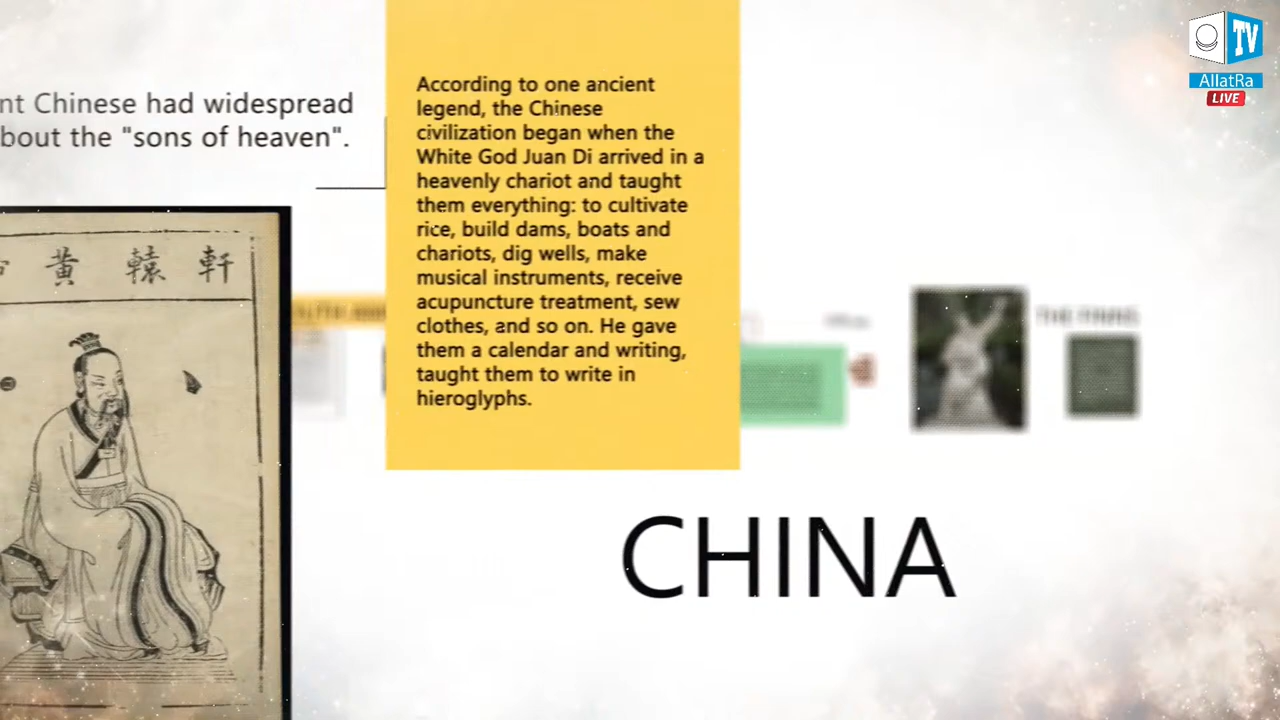 nt Chinese had widespread
bout the "sons of heaven".
According to one ancient
legend, the Chinese
civilization began when the
White God Juan Di arrived in a
heavenly chariot and taught
them everything: to cultivate
rice, build dams, boats and
chariots, dig wells, make
musical instruments, receive
acupuncture treatment, sew
clothes, and so on. He gave
them a calendar and writing,
taught them to write in
hieroglyphs.
黄轅軒
CHINA
TV
AllatRa
LIVE